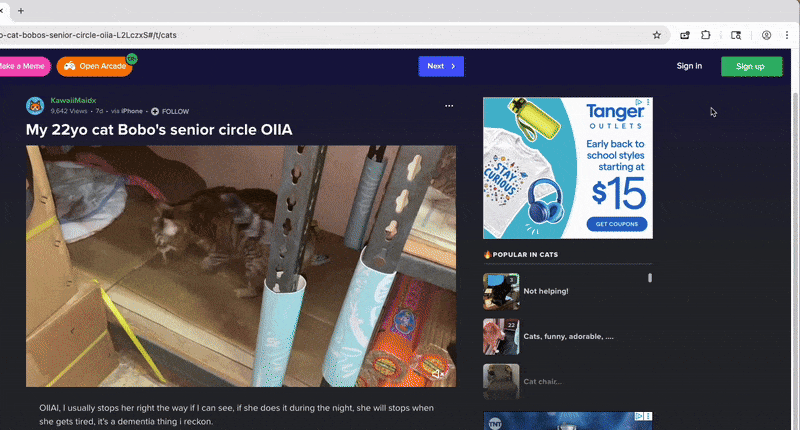 o-cat-bobos-senior-circle-oiia-L2LczxS#/t/cats
Make a Meme
Open Arcade
Next
Sign in
Sign up
KawaiiMaidx
9,642 Views • 7d • via iPhone • FOLLOW
My 22yo cat Bobo's senior circle OIIA
OIIAI, I usually stops her right the way if I can see, if she does it during the night, she will stops when
she gets tired, it's a dementia thing i reckon.
Tanger
OUTLETS
Early back to
school styles
starting at
$15
GET COUPONS
STAY
CURIOUS
POPULAR IN CATS
3
Not helping!
22
Cats, funny, adorable, ....
Cat chair...
TNT